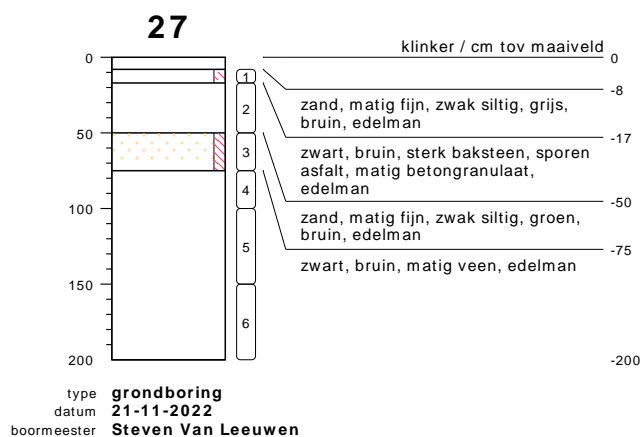 27
klinker / cm tov maaiveld
0
0
-8
1
zand, matig fijn, zwak siltig, grijs,
bruin, edelman
2
-17
50
zwart, bruin, sterk baksteen, sporen
asfalt, matig betongranulaat,
edelman
3
-50
4
zand, matig fijn, zwak siltig, groen,
bruin, edelman
100
-75
5
zwart, bruin, matig veen, edelman
150
6
200
-200
type grondboring
datum 21-11-2022
boormeester Steven Van Leeuwen